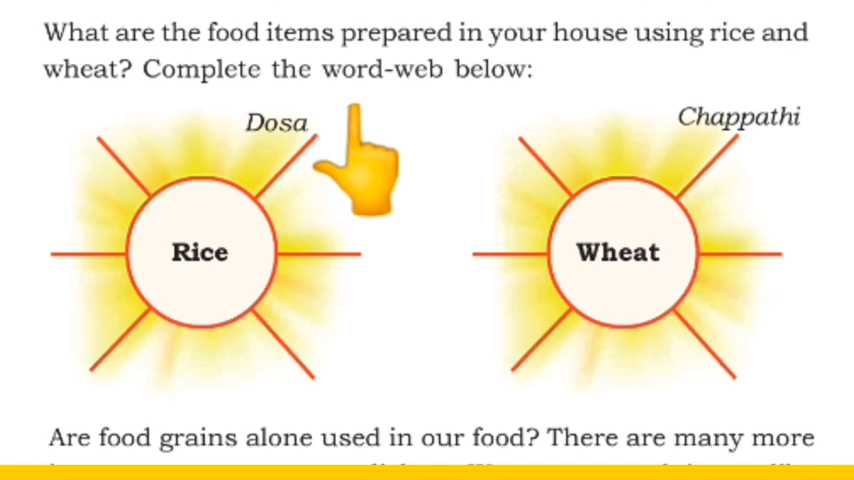 What are the food items prepared in your house using rice and
wheat? Complete the word-web below:
Dosa
Chappathi
Rice
Wheat
Are food grains alone used in our food? There are many more